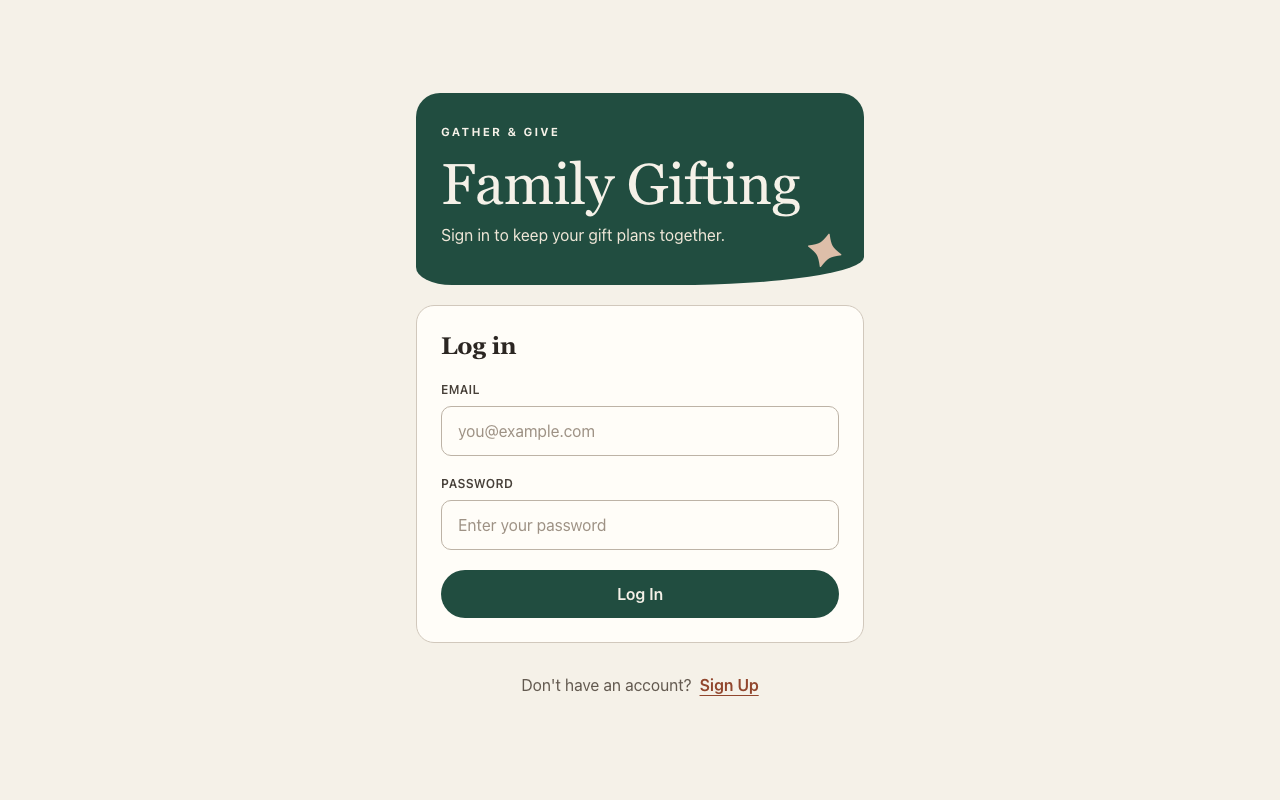 GATHER & GIVE
Family Gifting
Sign in to keep your gift plans together.
Log in
EMAIL
you@example.com
PASSWORD
Enter your password
Log In
Don't have an account? Sign Up